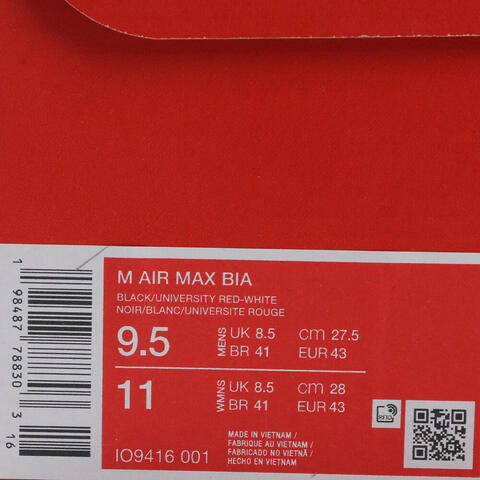 M AIR MAX BIA
BLACK/UNIVERSITY RED-WHITE
NOIR/BLANC/UNIVERSITE ROUGE
9.5 MENS UK 8.5 CM 27.5
BR 41 EUR 43
11 WMNS UK 8.5 CM 28
BR 41 EUR 43
MADE IN VIETNAM /
FABRIQUE AU VIETNAM /
FABRICADO NO VIETNÃ /
HECHO EN VIETNAM
IO9416 001
RFID
1 98487 78830 3 16